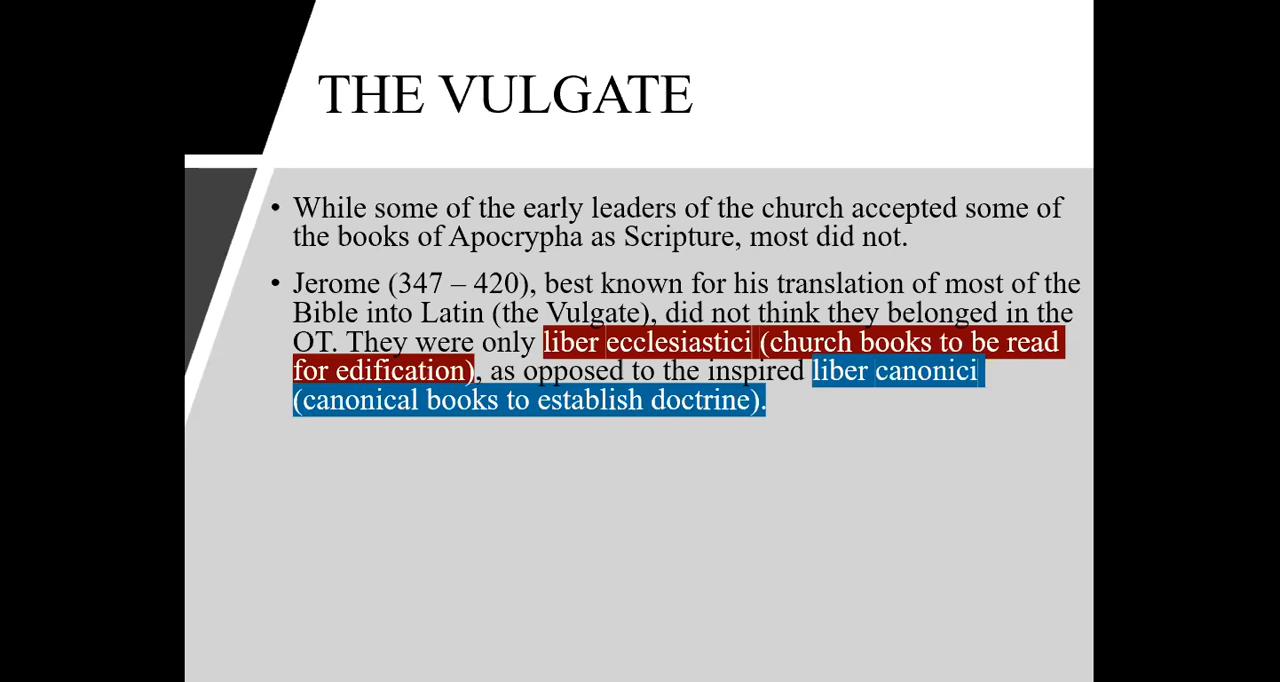 THE VULGATE
• While some of the early leaders of the church accepted some of
the books of Apocrypha as Scripture, most did not.
• Jerome (347 – 420), best known for his translation of most of the
Bible into Latin (the Vulgate), did not think they belonged in the
OT. They were only liber ecclesiastici (church books to be read
for edification), as opposed to the inspired liber canonici
(canonical books to establish doctrine).